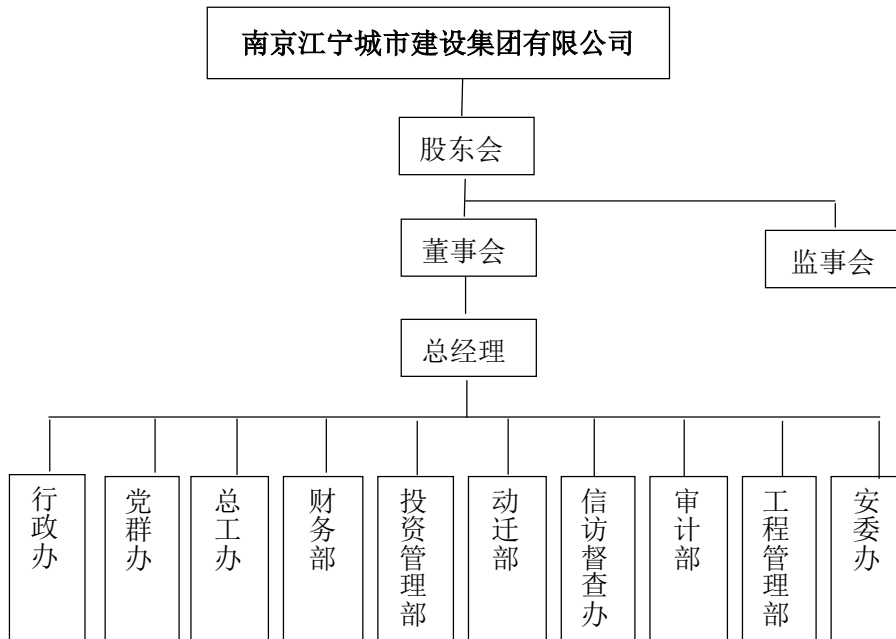 南京江宁城市建设集团有限公司
股东会
董事会
监事会
总经理
行政办
党群办
总工办
财务部
投资管理部
动迁部
信访督查办
审计部
工程管理部
安委办